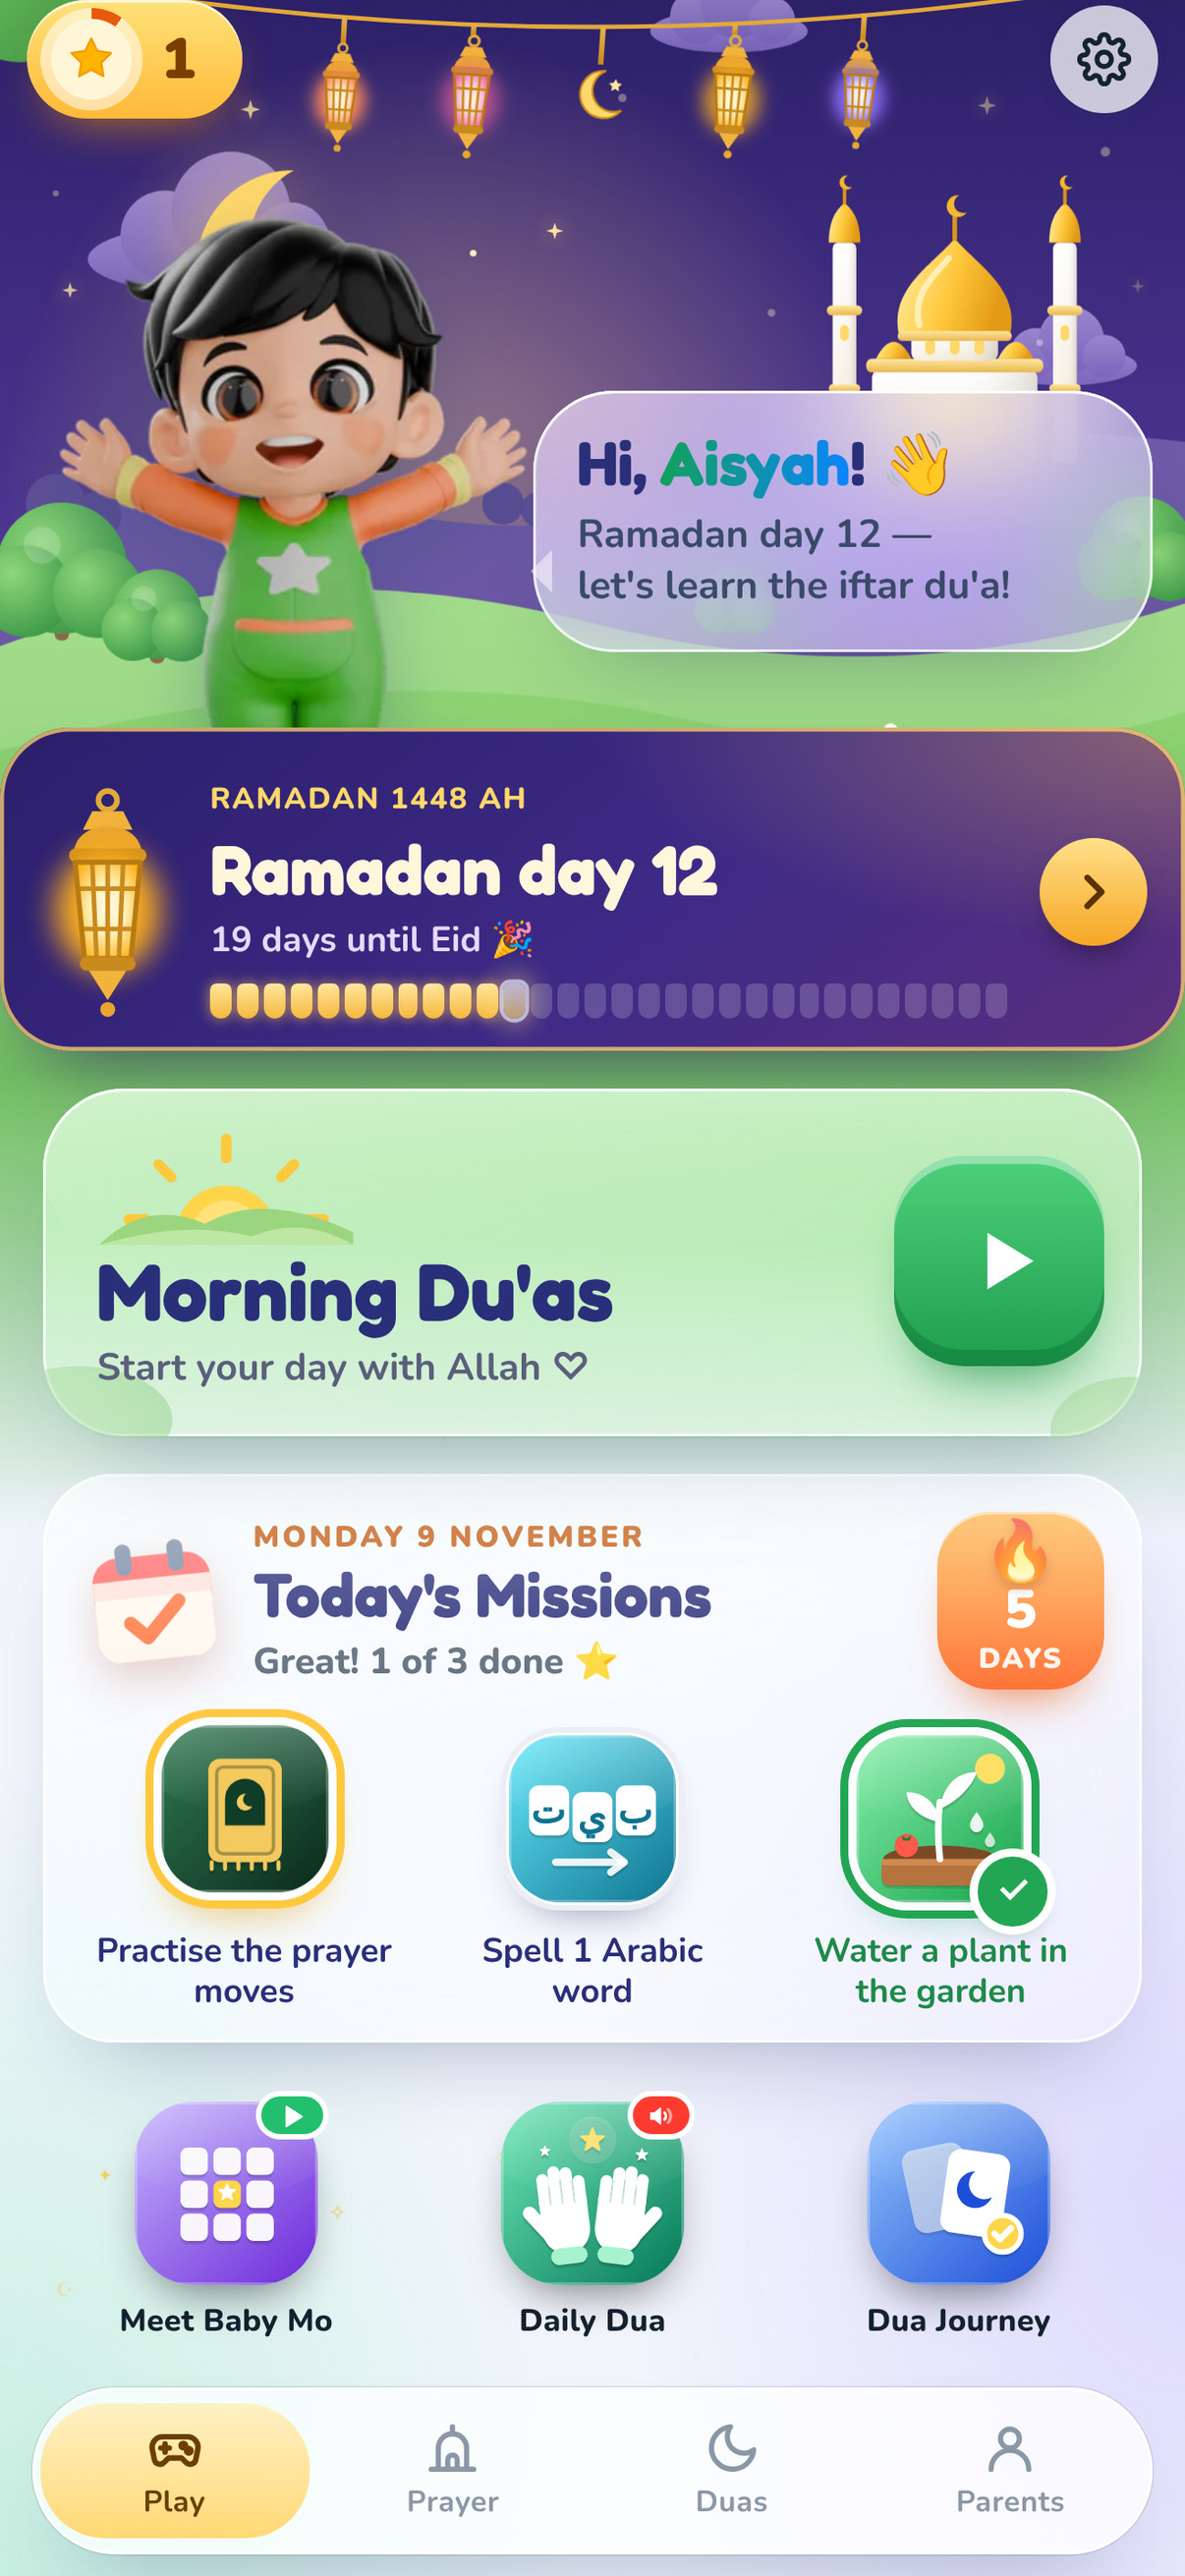 1
Hi, Aisyah! 👋
Ramadan day 12 —
let's learn the iftar du'a!
RAMADAN 1448 AH
Ramadan day 12
19 days until Eid 🎉
Morning Du'as
Start your day with Allah ♡
MONDAY 9 NOVEMBER
Today's Missions
Great! 1 of 3 done ⭐
🔥
5
DAYS
ب ي ت
Practise the prayer
moves
Spell 1 Arabic
word
Water a plant in
the garden
Meet Baby Mo
Daily Dua
Dua Journey
Play
Prayer
Duas
Parents